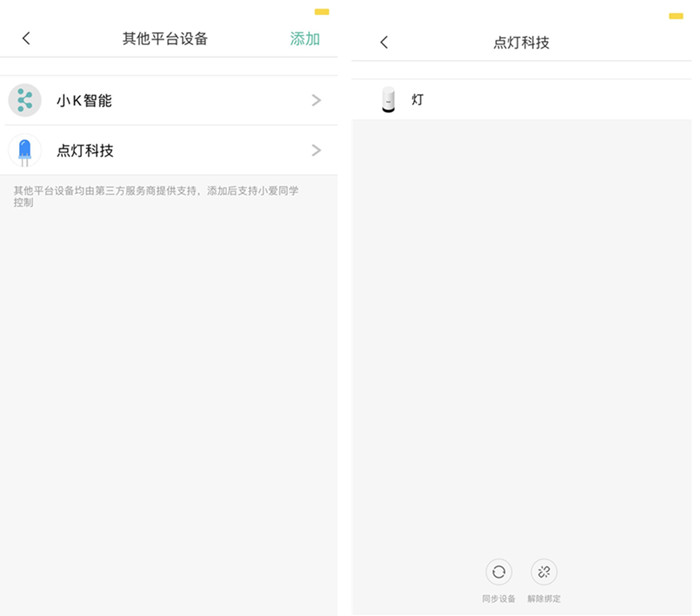 其他平台设备
添加
小K智能
点灯科技
其他平台设备均由第三方服务商提供支持，添加后支持小爱同学
控制
点灯科技
灯
同步设备
解除绑定